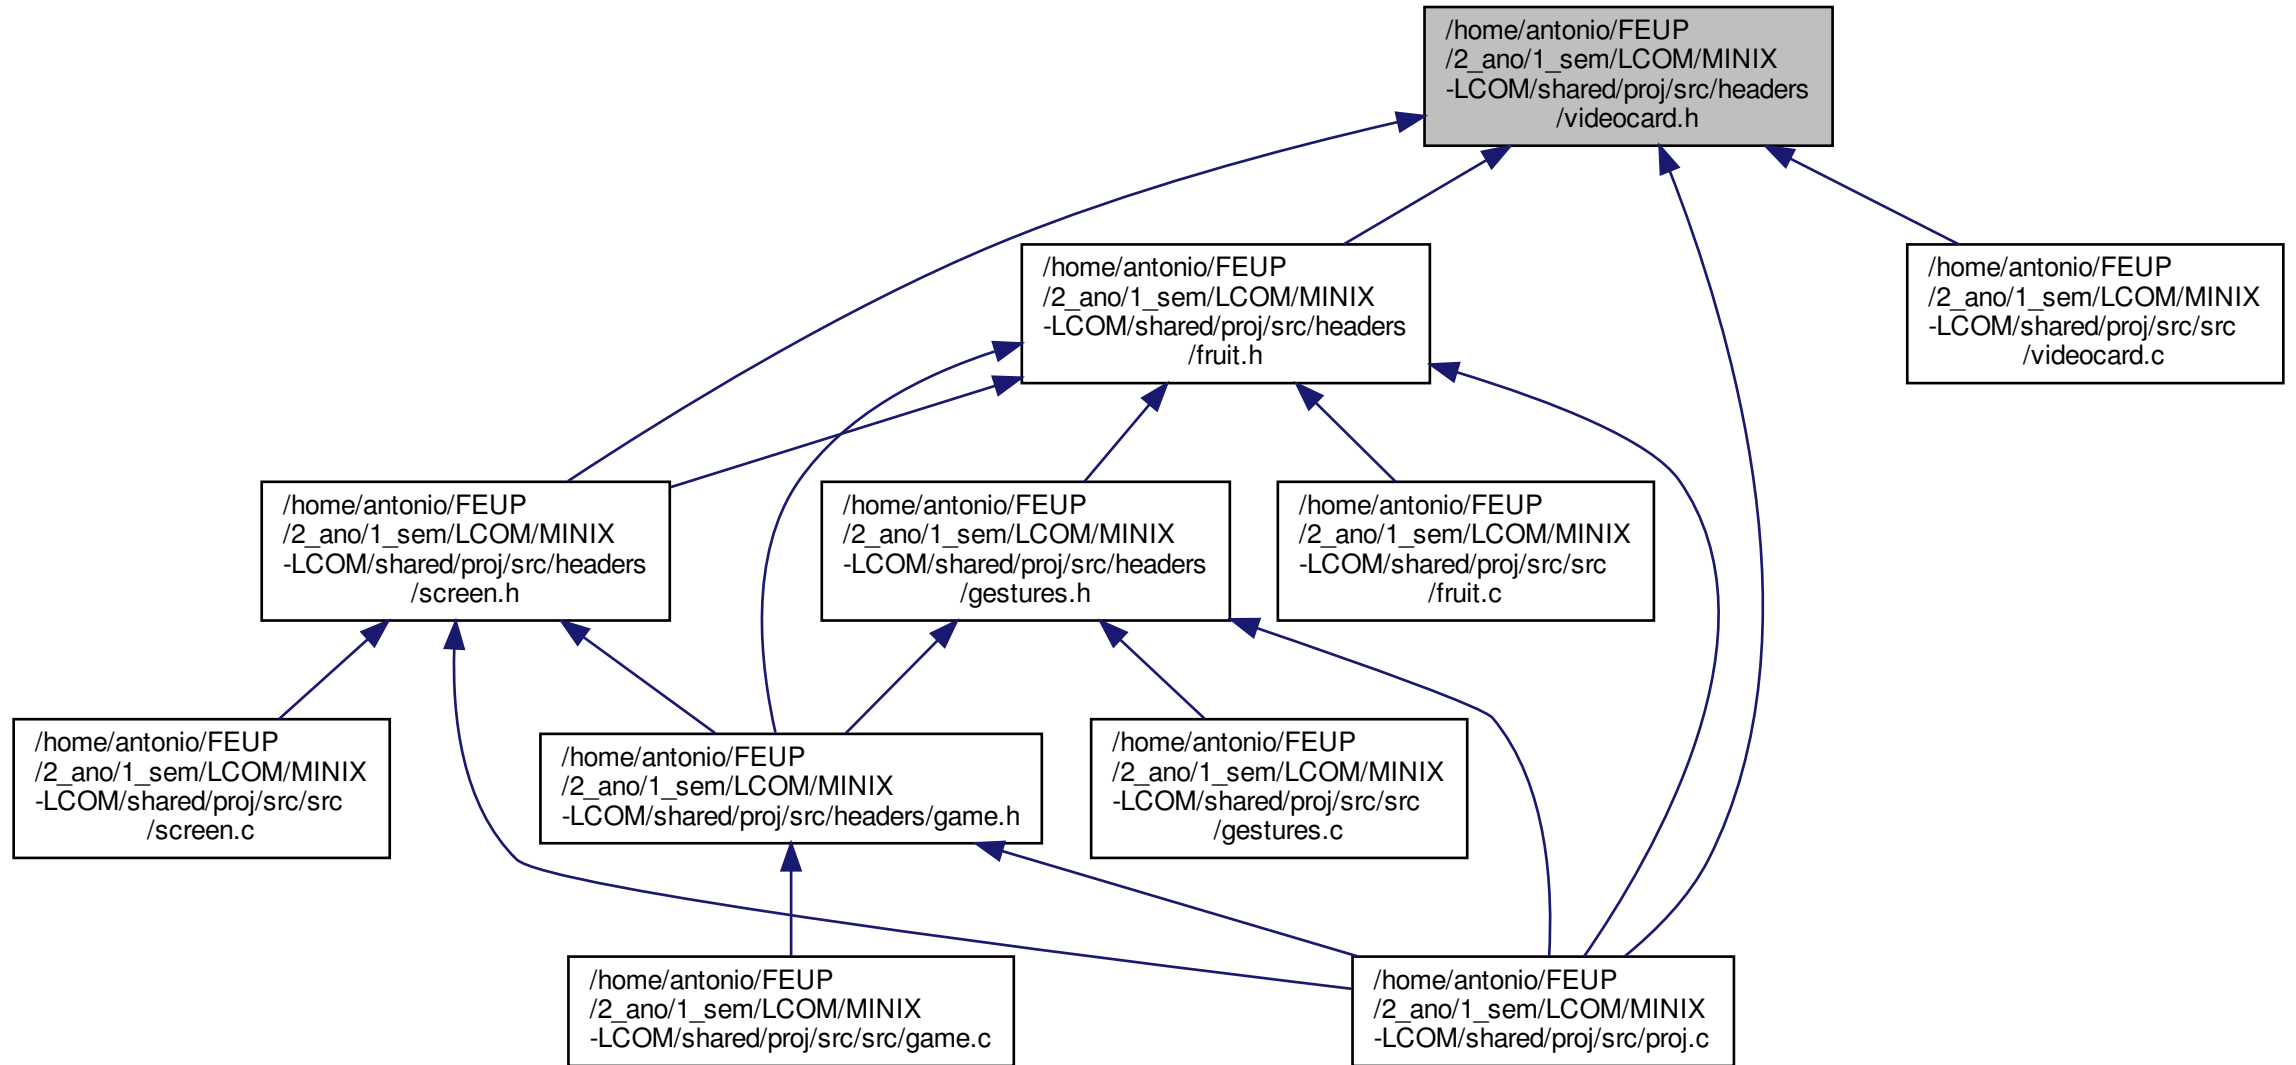 /home/antonio/FEUP
/2_ano/1_sem/LCOM/MINIX
-LCOM/shared/proj/src/headers
/videocard.h
/home/antonio/FEUP
/2_ano/1_sem/LCOM/MINIX
-LCOM/shared/proj/src/headers
/fruit.h
/home/antonio/FEUP
/2_ano/1_sem/LCOM/MINIX
-LCOM/shared/proj/src/src
/videocard.c
/home/antonio/FEUP
/2_ano/1_sem/LCOM/MINIX
-LCOM/shared/proj/src/headers
/screen.h
/home/antonio/FEUP
/2_ano/1_sem/LCOM/MINIX
-LCOM/shared/proj/src/headers
/gestures.h
/home/antonio/FEUP
/2_ano/1_sem/LCOM/MINIX
-LCOM/shared/proj/src/src
/fruit.c
/home/antonio/FEUP
/2_ano/1_sem/LCOM/MINIX
-LCOM/shared/proj/src/src
/screen.c
/home/antonio/FEUP
/2_ano/1_sem/LCOM/MINIX
-LCOM/shared/proj/src/headers/game.h
/home/antonio/FEUP
/2_ano/1_sem/LCOM/MINIX
-LCOM/shared/proj/src/src
/gestures.c
/home/antonio/FEUP
/2_ano/1_sem/LCOM/MINIX
-LCOM/shared/proj/src/src/game.c
/home/antonio/FEUP
/2_ano/1_sem/LCOM/MINIX
-LCOM/shared/proj/src/proj.c